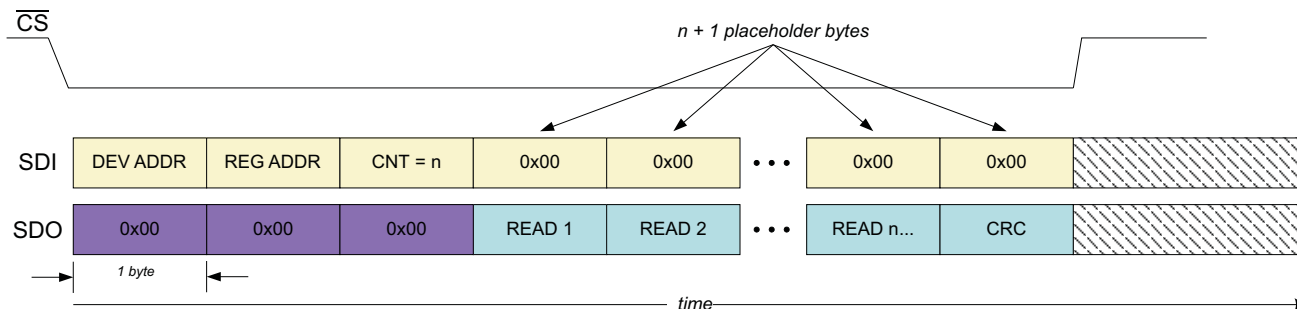 CS
n + 1 placeholder bytes
SDI DEV ADDR REG ADDR CNT = n 0x00 0x00 • • • 0x00 0x00
SDO 0x00 0x00 0x00 READ 1 READ 2 • • • READ n... CRC
1 byte
time